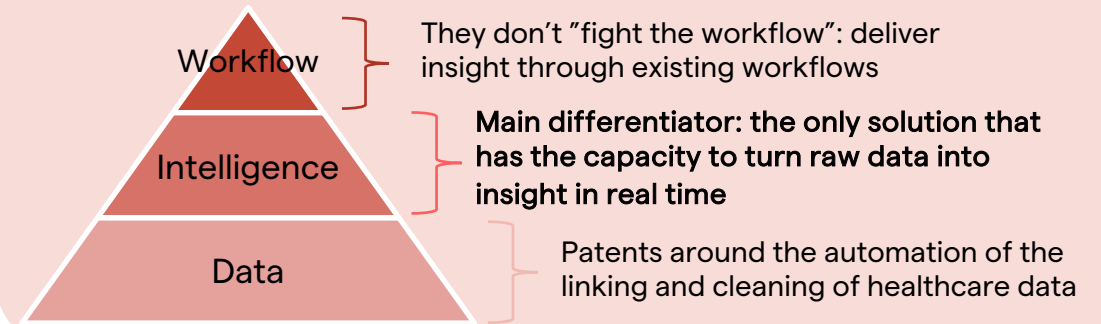 Workflow
They don’t ”fight the workflow”: deliver
insight through existing workflows
Intelligence
Main differentiator: the only solution that
has the capacity to turn raw data into
insight in real time
Data
Patents around the automation of the
linking and cleaning of healthcare data